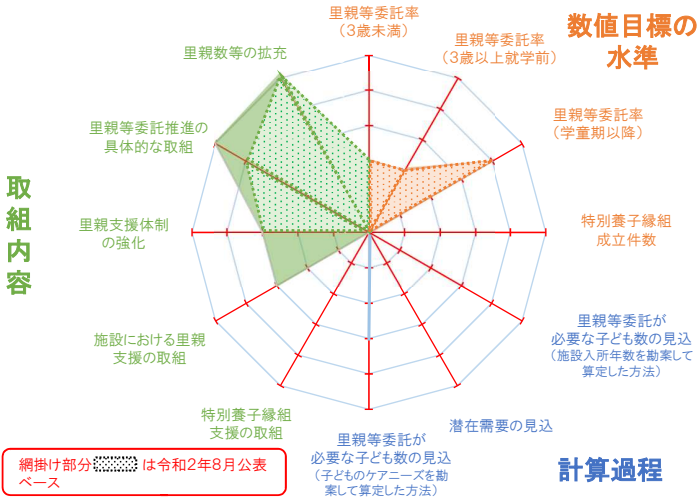 里親等委託率
(3歳未満)
里親等委託率
(3歳以上就学前)
数値目標の
水準
里親等委託率
(学童期以降)
特別養子縁組
成立件数
里親等委託が
必要な子ども数の見込
(施設入所年数を勘案して
算定した方法)
潜在需要の見込
計算過程
里親等委託が
必要な子ども数の見込
(子どものケアニーズを勘
案して算定した方法)
特別養子縁組
支援の取組
施設における里親
支援の取組
里親支援体制
の強化
里親等委託推進の
具体的な取組
里親数等の拡充
取組内容
網掛け部分 は令和2年8月公表
ベース